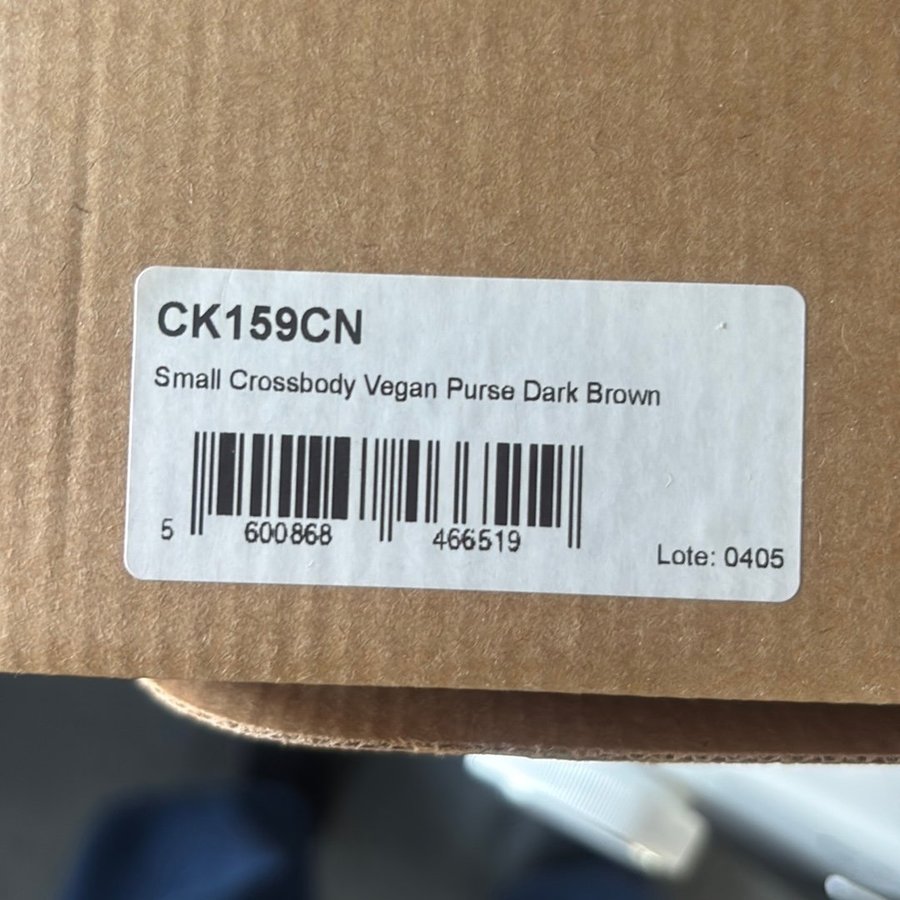 CK159CN
Small Crossbody Vegan Purse Dark Brown
5 600868 466519
Lote: 0405